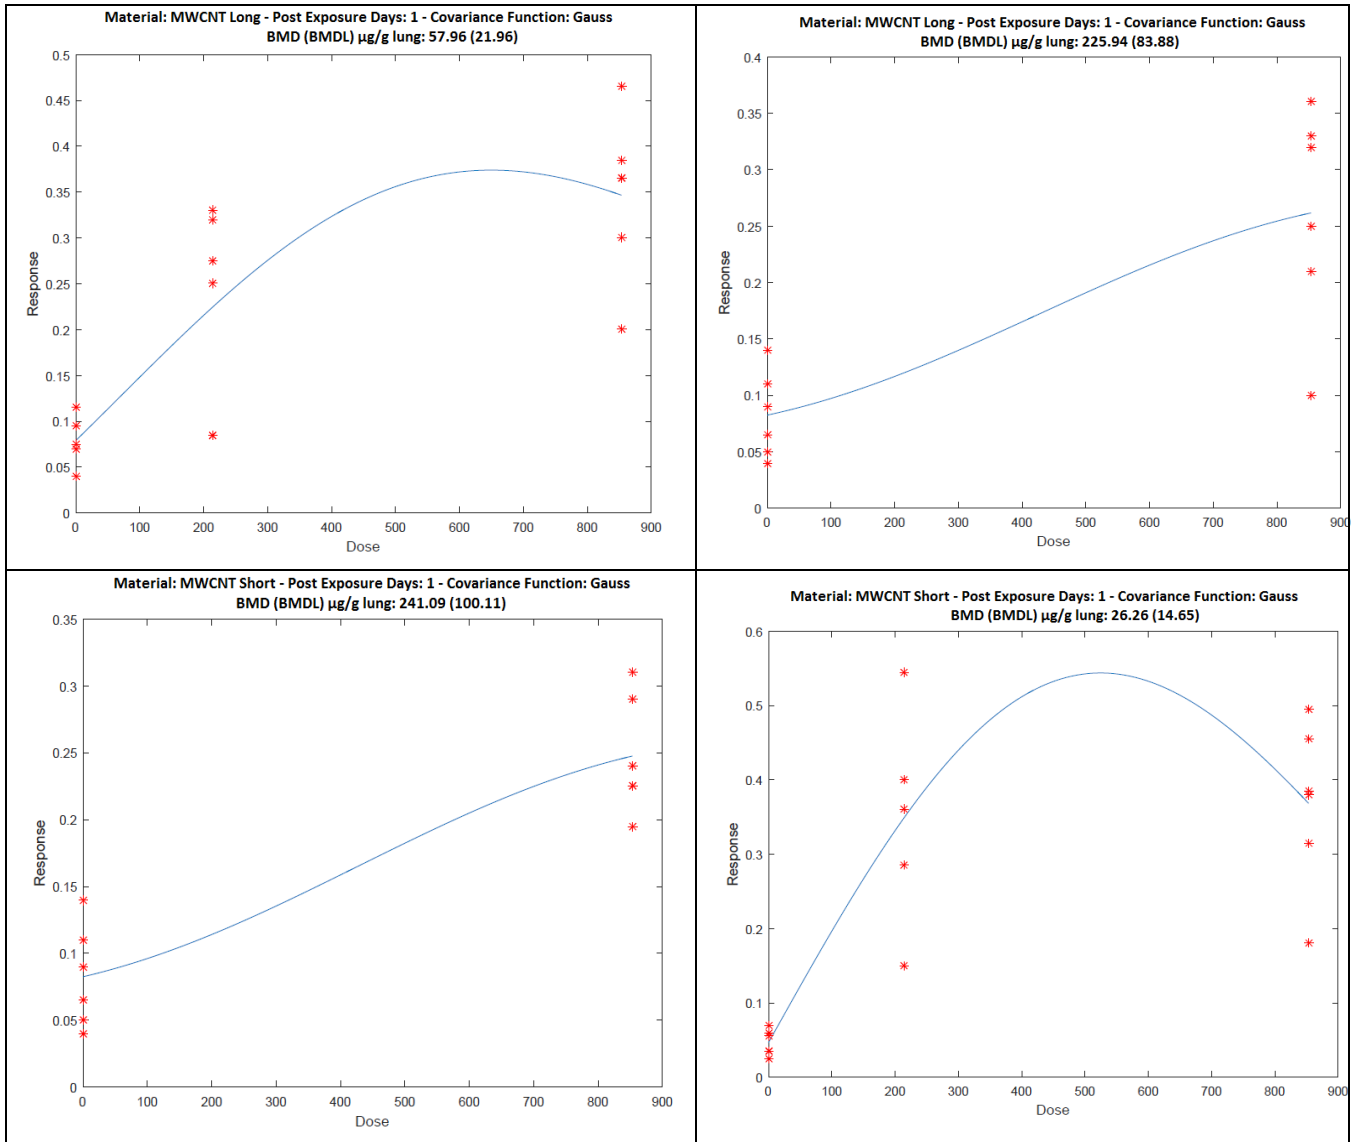 Material: MWCNT Long - Post Exposure Days: 1 - Covariance Function: Gauss
BMD (BMDL) µg/g lung: 57.96 (21.96)
0.5
0.45
0.4
0.35
0.3
0.25
0.2
0.15
0.1
0.05
0
Response
0 100 200 300 400 500 600 700 800 900
Dose
Material: MWCNT Long - Post Exposure Days: 1 - Covariance Function: Gauss
BMD (BMDL) µg/g lung: 225.94 (83.88)
0.4
0.35
0.3
0.25
0.2
0.15
0.1
0.05
0
Response
0 100 200 300 400 500 600 700 800 900
Dose
Material: MWCNT Short - Post Exposure Days: 1 - Covariance Function: Gauss
BMD (BMDL) µg/g lung: 241.09 (100.11)
0.35
0.3
0.25
0.2
0.15
0.1
0.05
0
Response
0 100 200 300 400 500 600 700 800 900
Dose
Material: MWCNT Short - Post Exposure Days: 1 - Covariance Function: Gauss
BMD (BMDL) µg/g lung: 26.26 (14.65)
0.6
0.5
0.4
0.3
0.2
0.1
0
Response
0 100 200 300 400 500 600 700 800 900
Dose